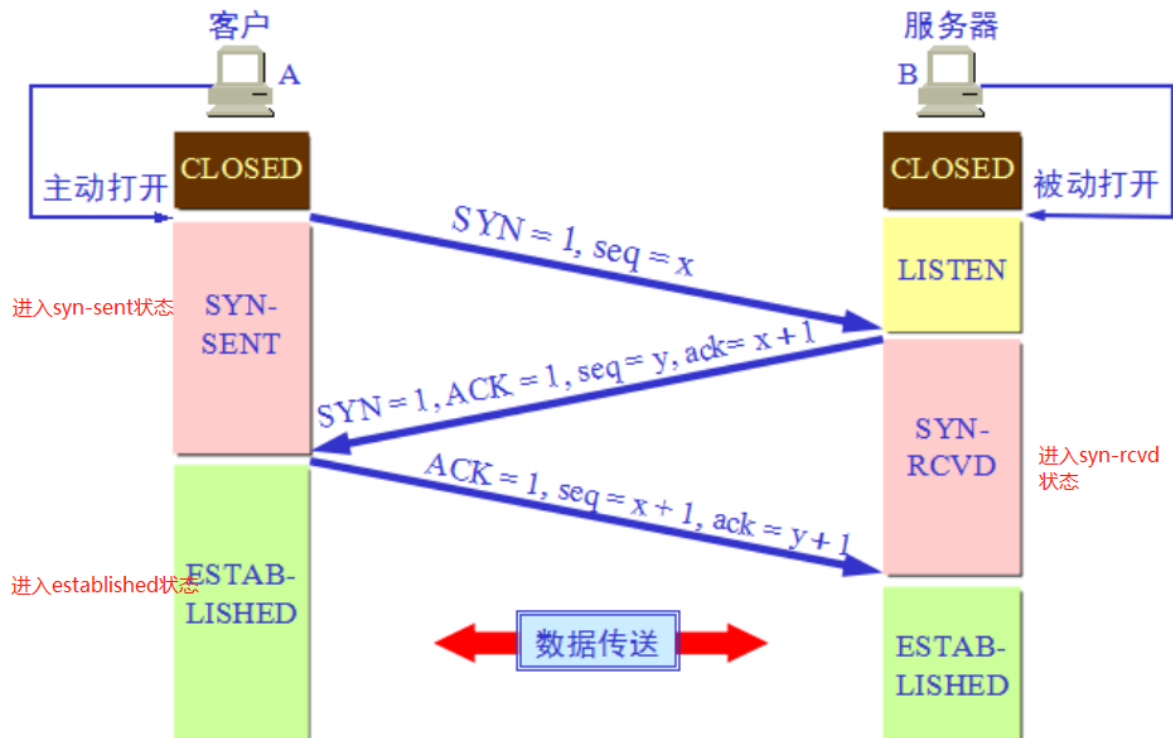 客户
服务器
A
B
CLOSED
CLOSED
主动打开
被动打开
SYN = 1, seq = x
LISTEN
进入syn-sent状态
SYN-
SENT
SYN = 1, ACK = 1, seq = y, ack= x + 1
SYN-
RCVD
进入syn-rcvd
状态
ACK = 1, seq = x + 1, ack = y + 1
进入established状态
ESTAB-
LISHED
数据传送
ESTAB-
LISHED